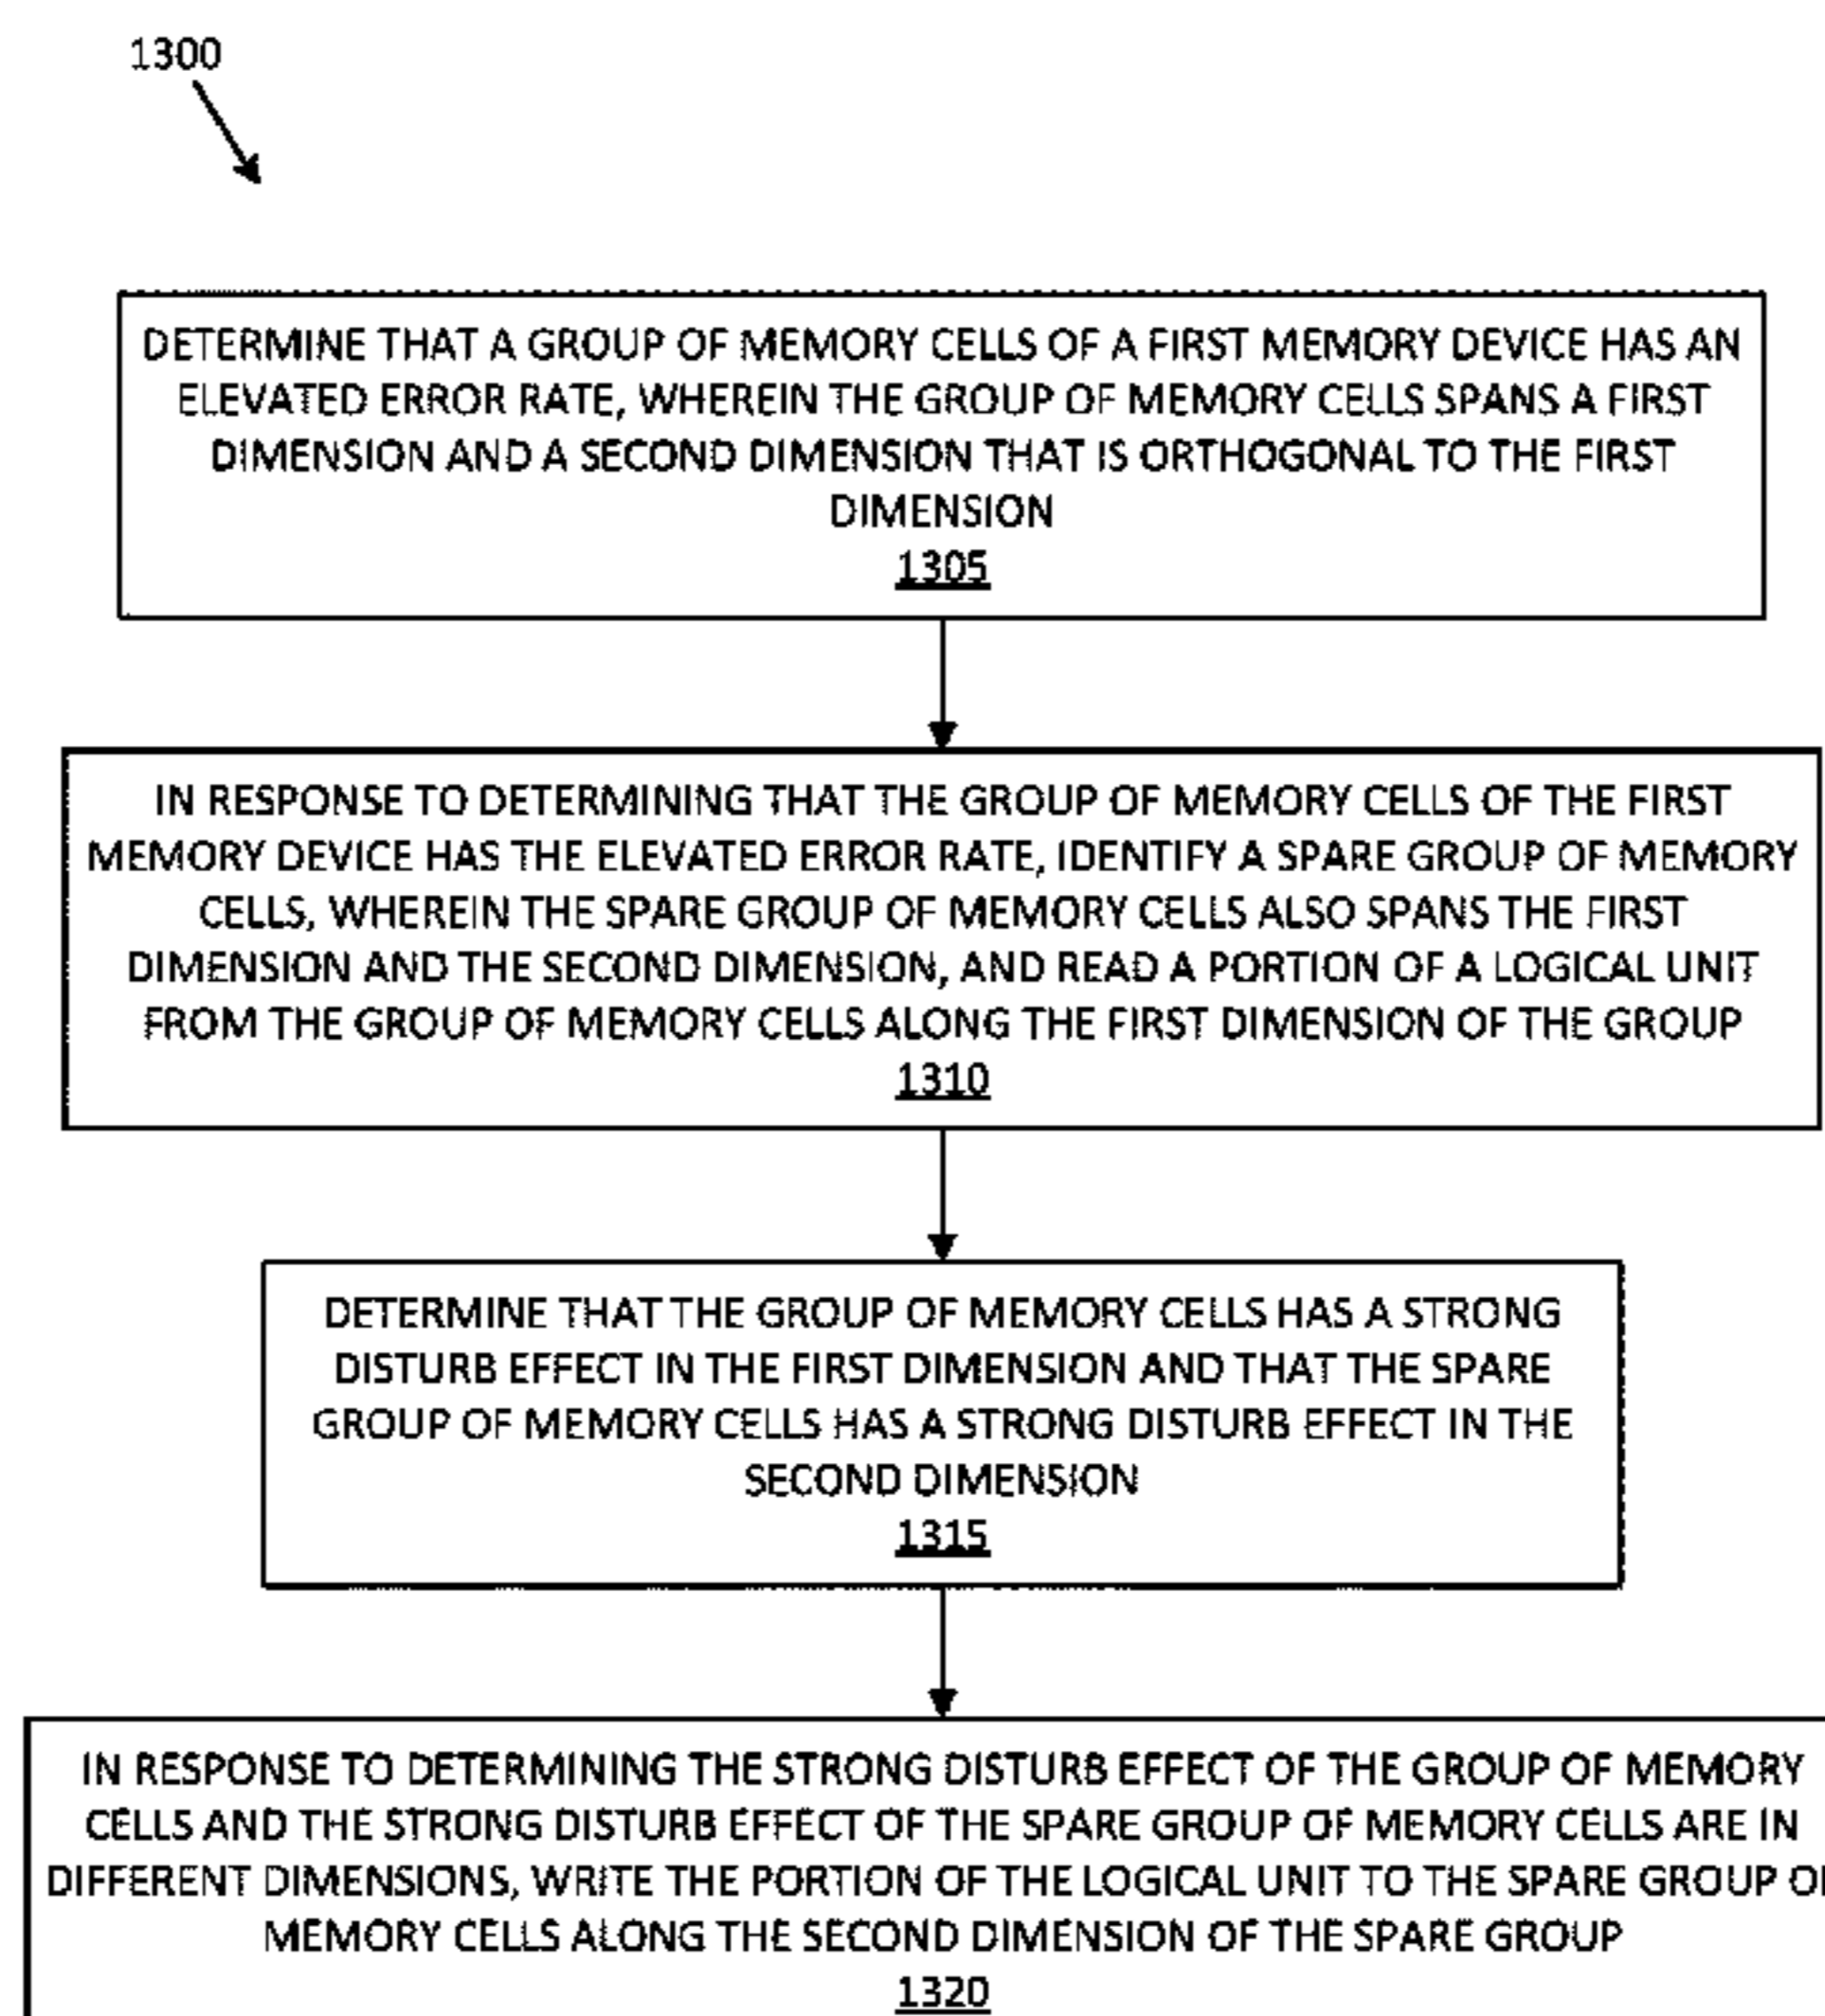 1300
DETERMINE THAT A GROUP OF MEMORY CELLS OF A FIRST MEMORY DEVICE HAS AN
ELEVATED ERROR RATE, WHEREIN THE GROUP OF MEMORY CELLS SPANS A FIRST
DIMENSION AND A SECOND DIMENSION THAT IS ORTHOGONAL TO THE FIRST
DIMENSION
1305
IN RESPONSE TO DETERMINING THAT THE GROUP OF MEMORY CELLS OF THE FIRST
MEMORY DEVICE HAS THE ELEVATED ERROR RATE, IDENTIFY A SPARE GROUP OF MEMORY
CELLS, WHEREIN THE SPARE GROUP OF MEMORY CELLS ALSO SPANS THE FIRST
DIMENSION AND THE SECOND DIMENSION, AND READ A PORTION OF A LOGICAL UNIT
FROM THE GROUP OF MEMORY CELLS ALONG THE FIRST DIMENSION OF THE GROUP
1310
DETERMINE THAT THE GROUP OF MEMORY CELLS HAS A STRONG
DISTURB EFFECT IN THE FIRST DIMENSION AND THAT THE SPARE
GROUP OF MEMORY CELLS HAS A STRONG DISTURB EFFECT IN THE
SECOND DIMENSION
1315
IN RESPONSE TO DETERMINING THE STRONG DISTURB EFFECT OF THE GROUP OF MEMORY
CELLS AND THE STRONG DISTURB EFFECT OF THE SPARE GROUP OF MEMORY CELLS ARE IN
DIFFERENT DIMENSIONS, WRITE THE PORTION OF THE LOGICAL UNIT TO THE SPARE GROUP OF
MEMORY CELLS ALONG THE SECOND DIMENSION OF THE SPARE GROUP
1320